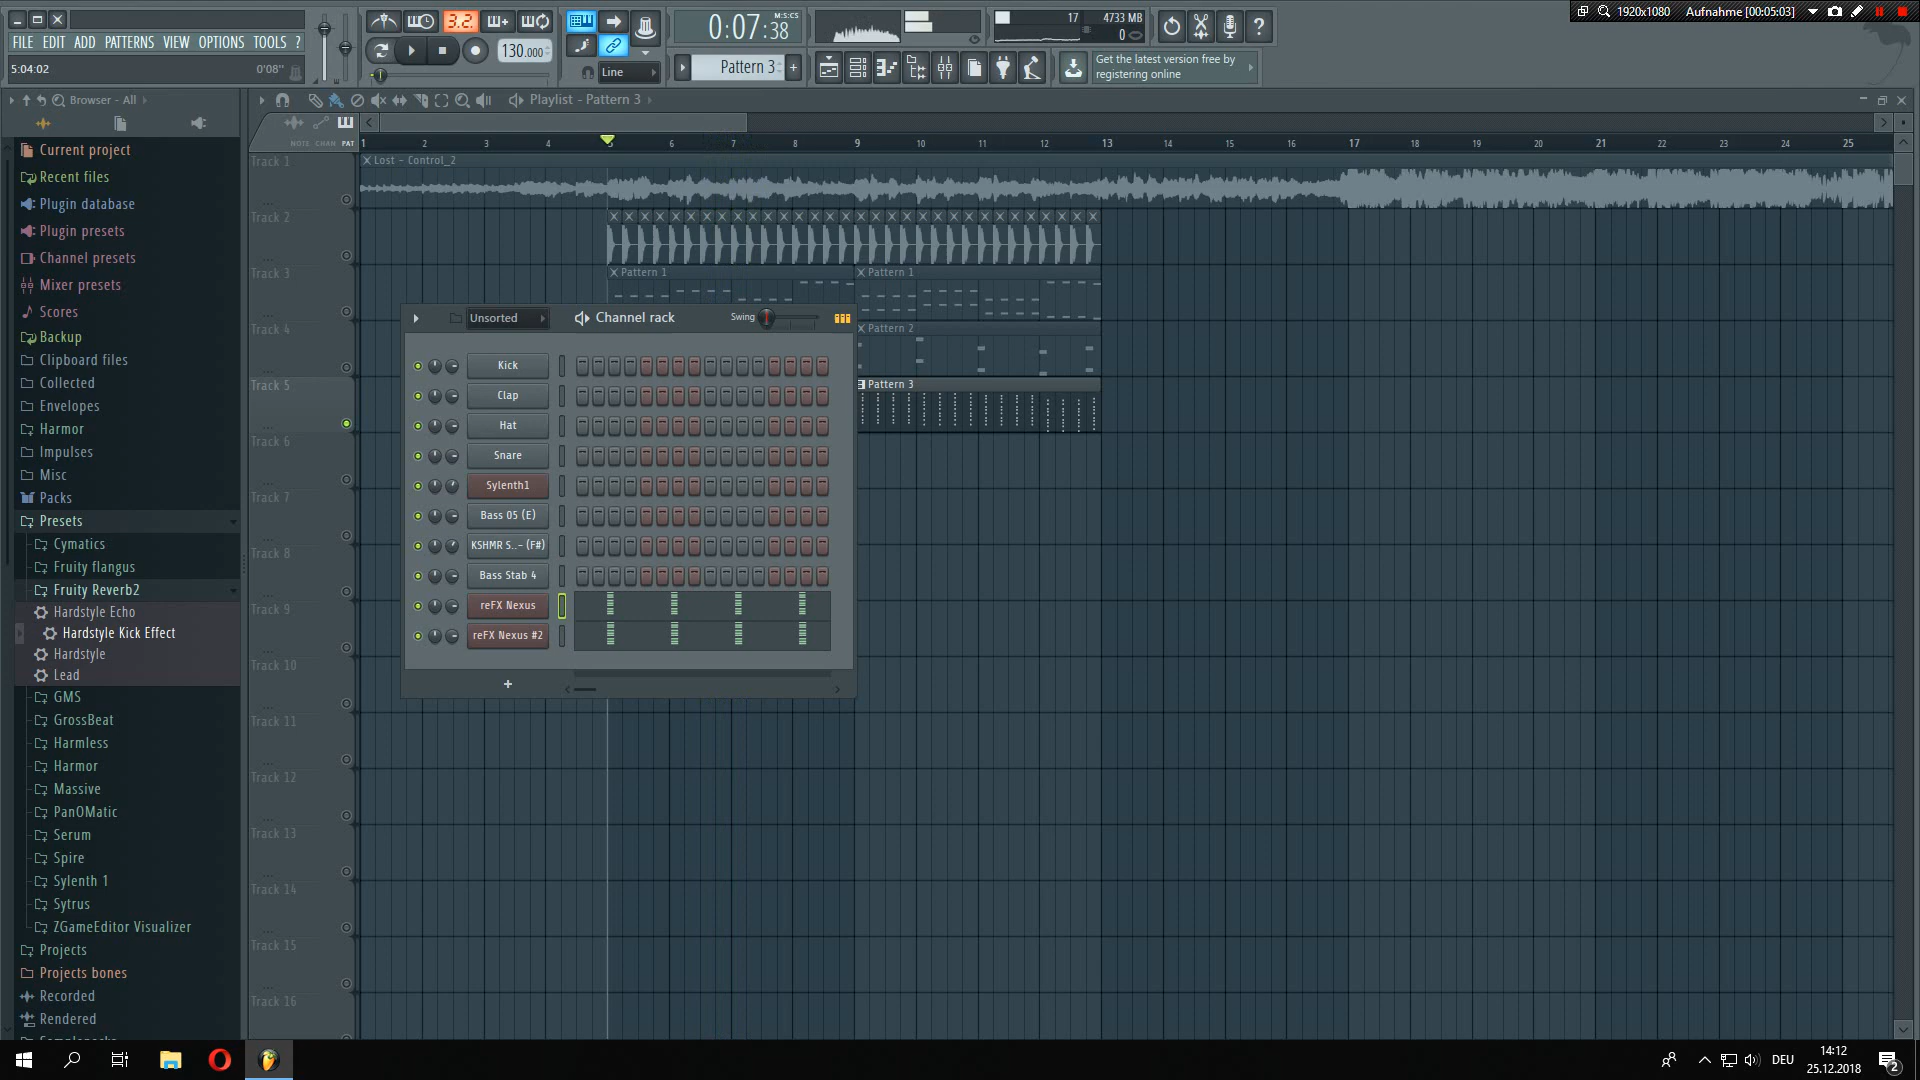 1920x1080 Aufnahme [00:05:03]
FILE EDIT ADD PATTERNS VIEW OPTIONS TOOLS ?
5:04:02 0'08"
3.2
130.000
Line
0:07:38 M:S:CS
Pattern 3
17 4733 MB
0
Get the latest version free by
registering online
Browser - All
Playlist - Pattern 3
NOTE CHAN PAT
1 2 3 4 5 6 7 8 9 10 11 12 13 14 15 16 17 18 19 20 21 22 23 24 25
Current project
Recent files
Plugin database
Plugin presets
Channel presets
Mixer presets
Scores
Backup
Clipboard files
Collected
Envelopes
Harmor
Impulses
Misc
Packs
Presets
Cymatics
Fruity flangus
Fruity Reverb2
Hardstyle Echo
Hardstyle Kick Effect
Hardstyle
Lead
GMS
GrossBeat
Harmless
Harmor
Massive
PanOMatic
Serum
Spire
Sylenth 1
Sytrus
ZGameEditor Visualizer
Projects
Projects bones
Recorded
Rendered
Track 1
Lost - Control_2
Track 2
Track 3
Pattern 1
Pattern 1
Track 4
Pattern 2
Track 5
Pattern 3
Track 6
Track 7
Track 8
Track 9
Track 10
Track 11
Track 12
Track 13
Track 14
Track 15
Track 16
Unsorted
Channel rack
Swing
Kick
Clap
Hat
Snare
Sylenth1
Bass 05 (E)
KSHMR S..- (F#)
Bass Stab 4
reFX Nexus
reFX Nexus #2
+
DEU
14:12
25.12.2018
2